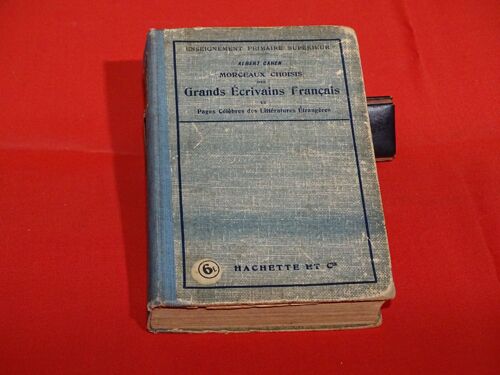 ENSEIGNEMENT PRIMAIRE SUPÉRIEUR
ALBERT CAHEN
MORCEAUX CHOISIS
DES
Grands Écrivains Français
ET
Pages Célèbres des Littératures Étrangères
6f
HACHETTE ET Cie